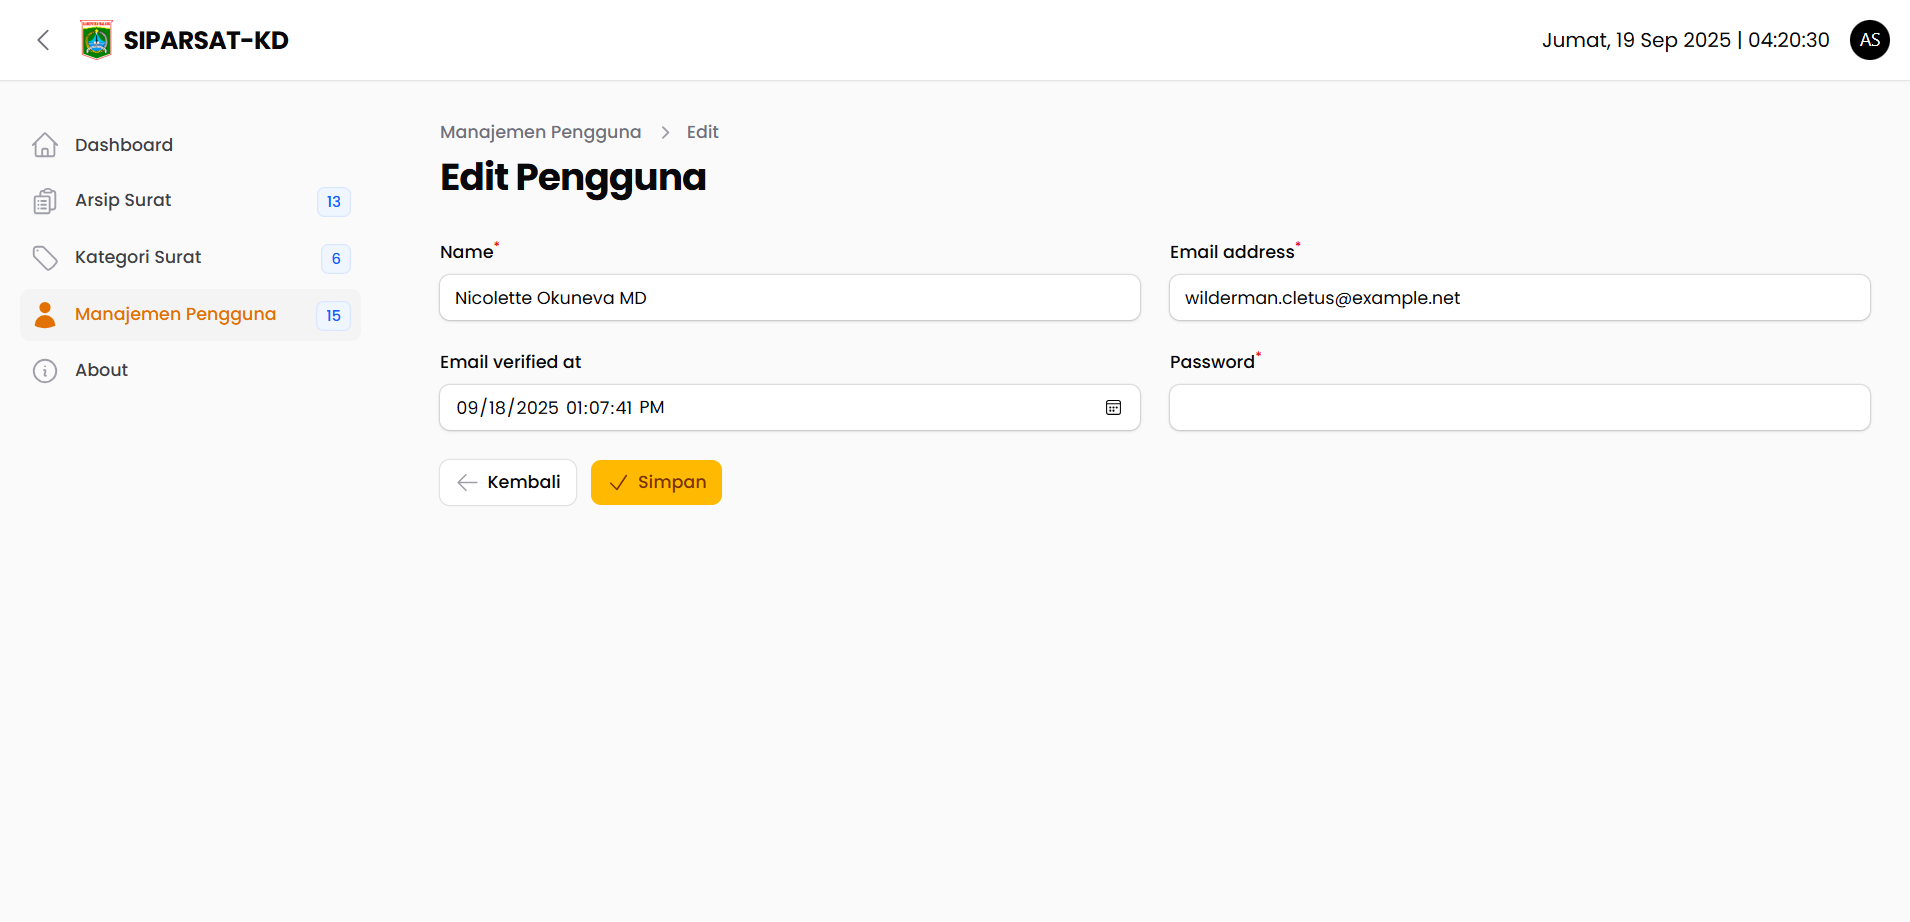 SIPARSAT-KD
Jumat, 19 Sep 2025 | 04:20:30
AS
Dashboard
Arsip Surat
13
Kategori Surat
6
Manajemen Pengguna
15
About
Manajemen Pengguna > Edit
Edit Pengguna
Name*
Nicolette Okuneva MD
Email address*
wilderman.cletus@example.net
Email verified at
09/18/2025 01:07:41 PM
Password*
Kembali
Simpan